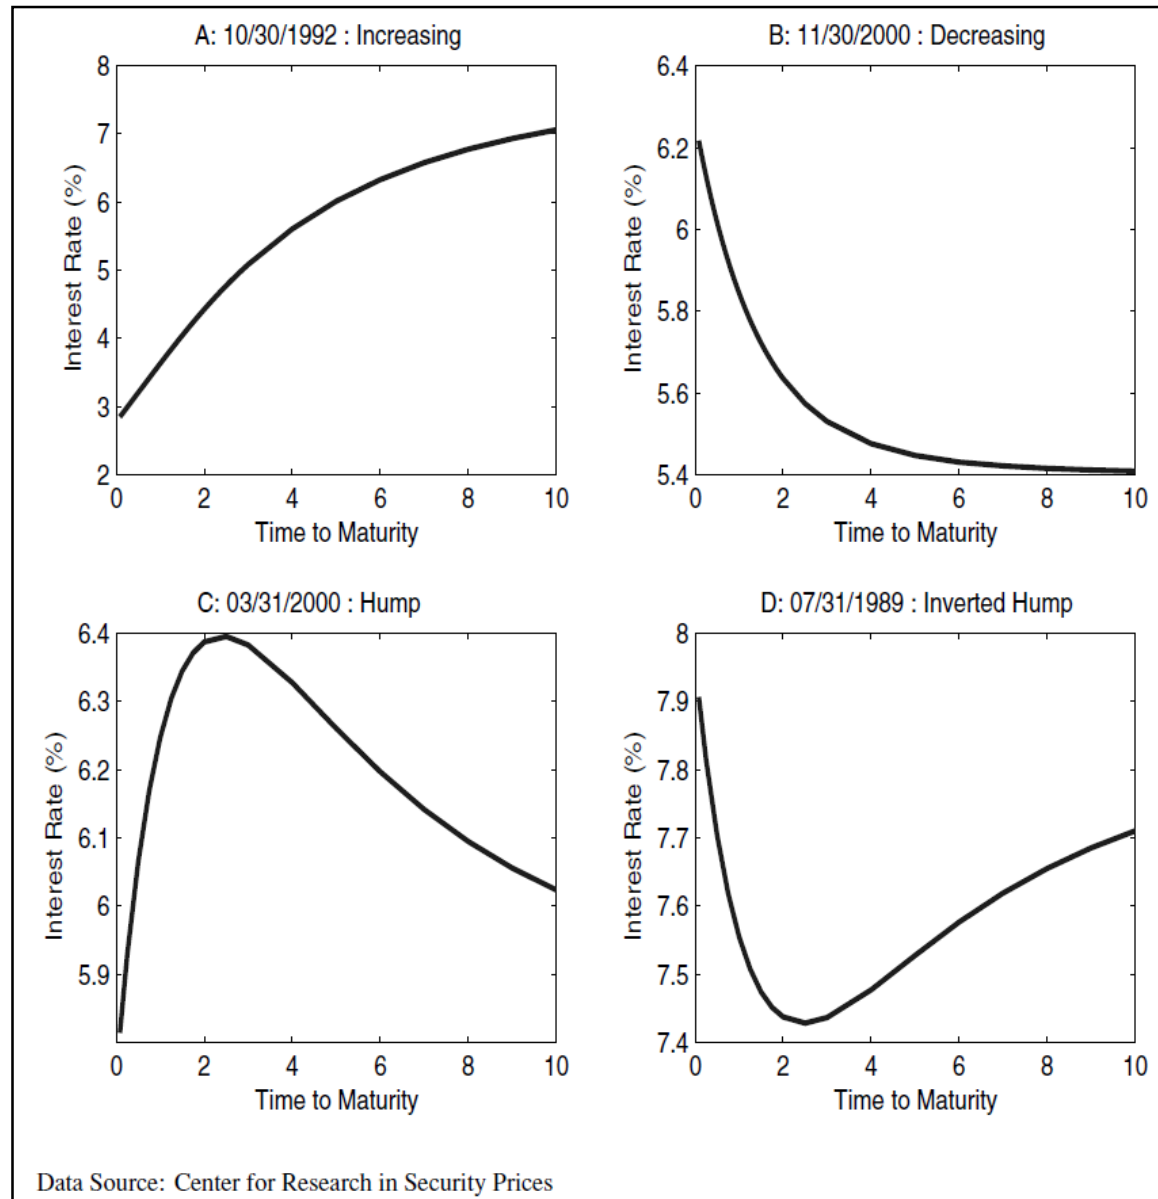 A: 10/30/1992 : Increasing
8
7
6
5
4
3
2
Interest Rate (%)
0 2 4 6 8 10
Time to Maturity
B: 11/30/2000 : Decreasing
6.4
6.2
6
5.8
5.6
5.4
Interest Rate (%)
0 2 4 6 8 10
Time to Maturity
C: 03/31/2000 : Hump
6.4
6.3
6.2
6.1
6
5.9
Interest Rate (%)
0 2 4 6 8 10
Time to Maturity
D: 07/31/1989 : Inverted Hump
8
7.9
7.8
7.7
7.6
7.5
7.4
Interest Rate (%)
0 2 4 6 8 10
Time to Maturity
Data Source: Center for Research in Security Prices